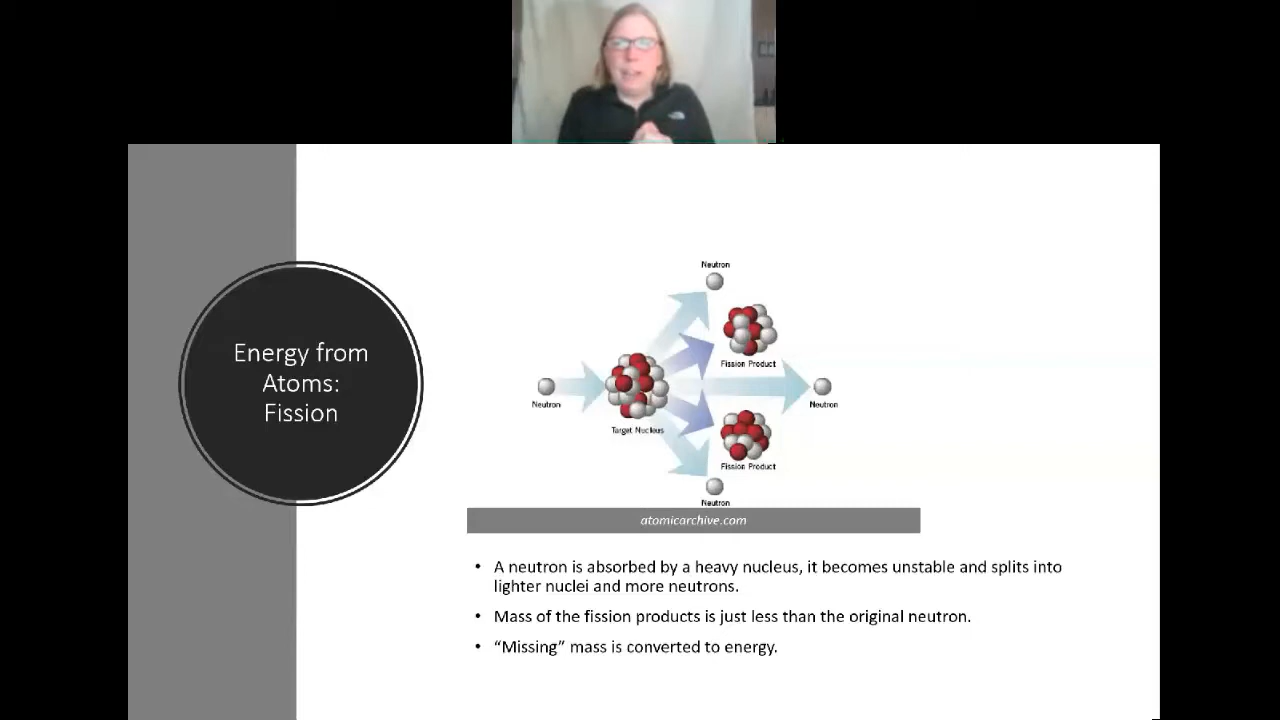 Energy from
Atoms:
Fission
Neutron
Fission Product
Neutron
Neutron
Target Nucleus
Fission Product
Neutron
atomicarchive.com
• A neutron is absorbed by a heavy nucleus, it becomes unstable and splits into
lighter nuclei and more neutrons.
• Mass of the fission products is just less than the original neutron.
• “Missing” mass is converted to energy.